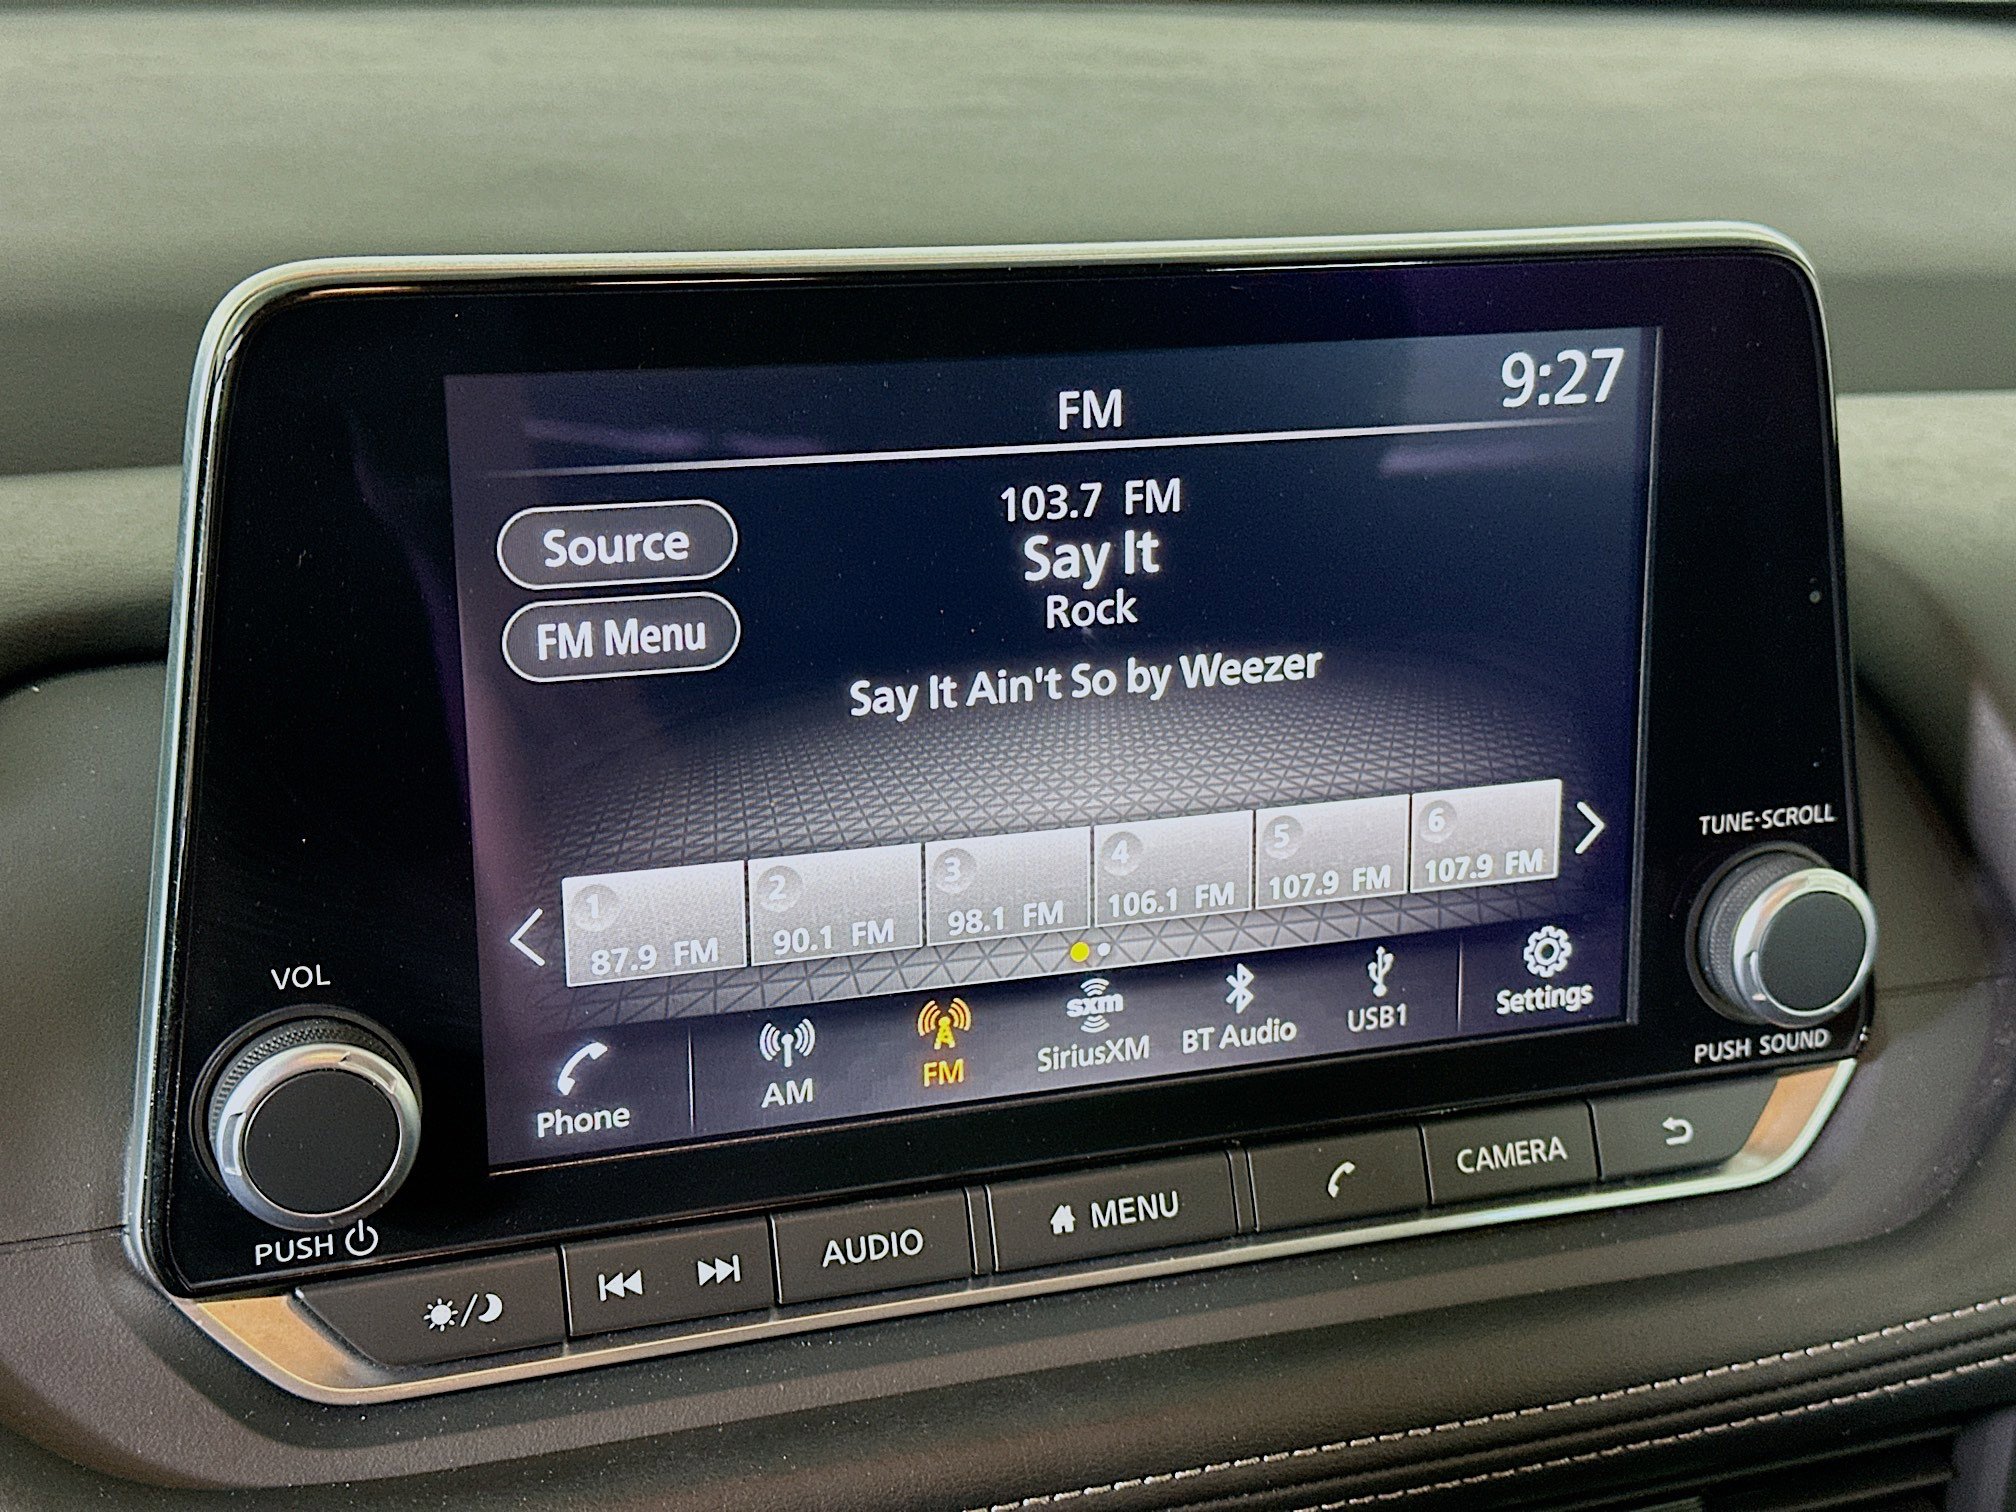 FM
9:27
103.7 FM
Say It
Rock
Say It Ain't So by Weezer
Source
FM Menu
1
87.9 FM
2
90.1 FM
3
98.1 FM
4
106.1 FM
5
107.9 FM
6
107.9 FM
Phone
AM
FM
sxm
SiriusXM
BT Audio
USB1
Settings
VOL
PUSH
TUNE·SCROLL
PUSH SOUND
AUDIO
MENU
CAMERA